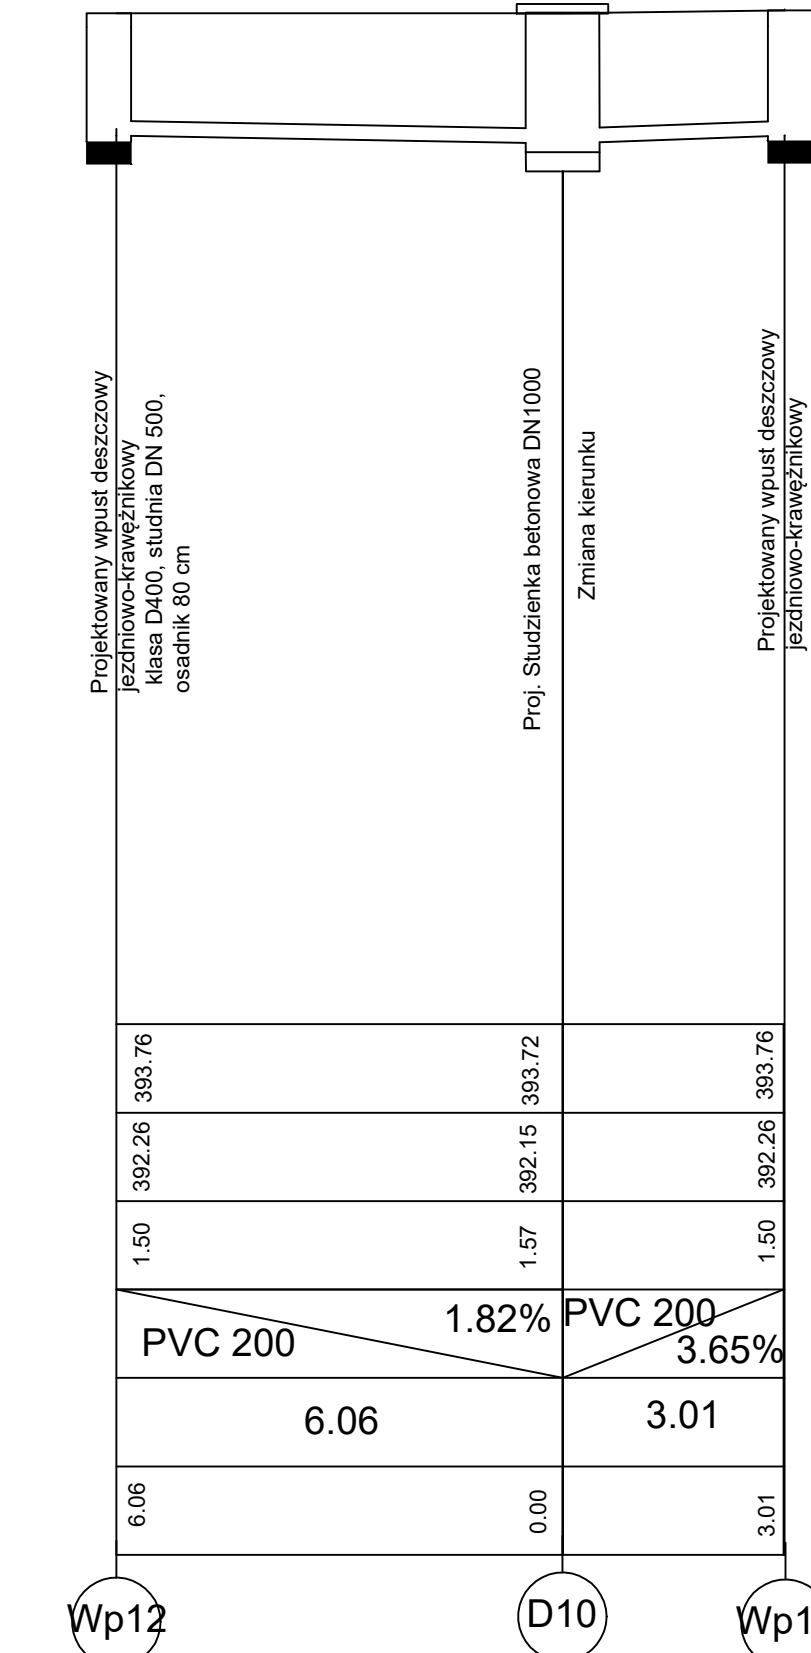 Projektowany wpust deszczowy
jezdniowo-krawężnikowy
klasa D400, studnia DN 500,
osadnik 80 cm
Proj. Studzienka betonowa DN1000
Zmiana kierunku
Projektowany wpust deszczowy
jezdniowo-krawężnikowy
393.76
393.72
393.76
392.26
392.15
392.26
1.50
1.57
1.50
PVC 200
1.82%
PVC 200
3.65%
6.06
3.01
6.06
0.00
3.01
Wp12
D10
Wp1